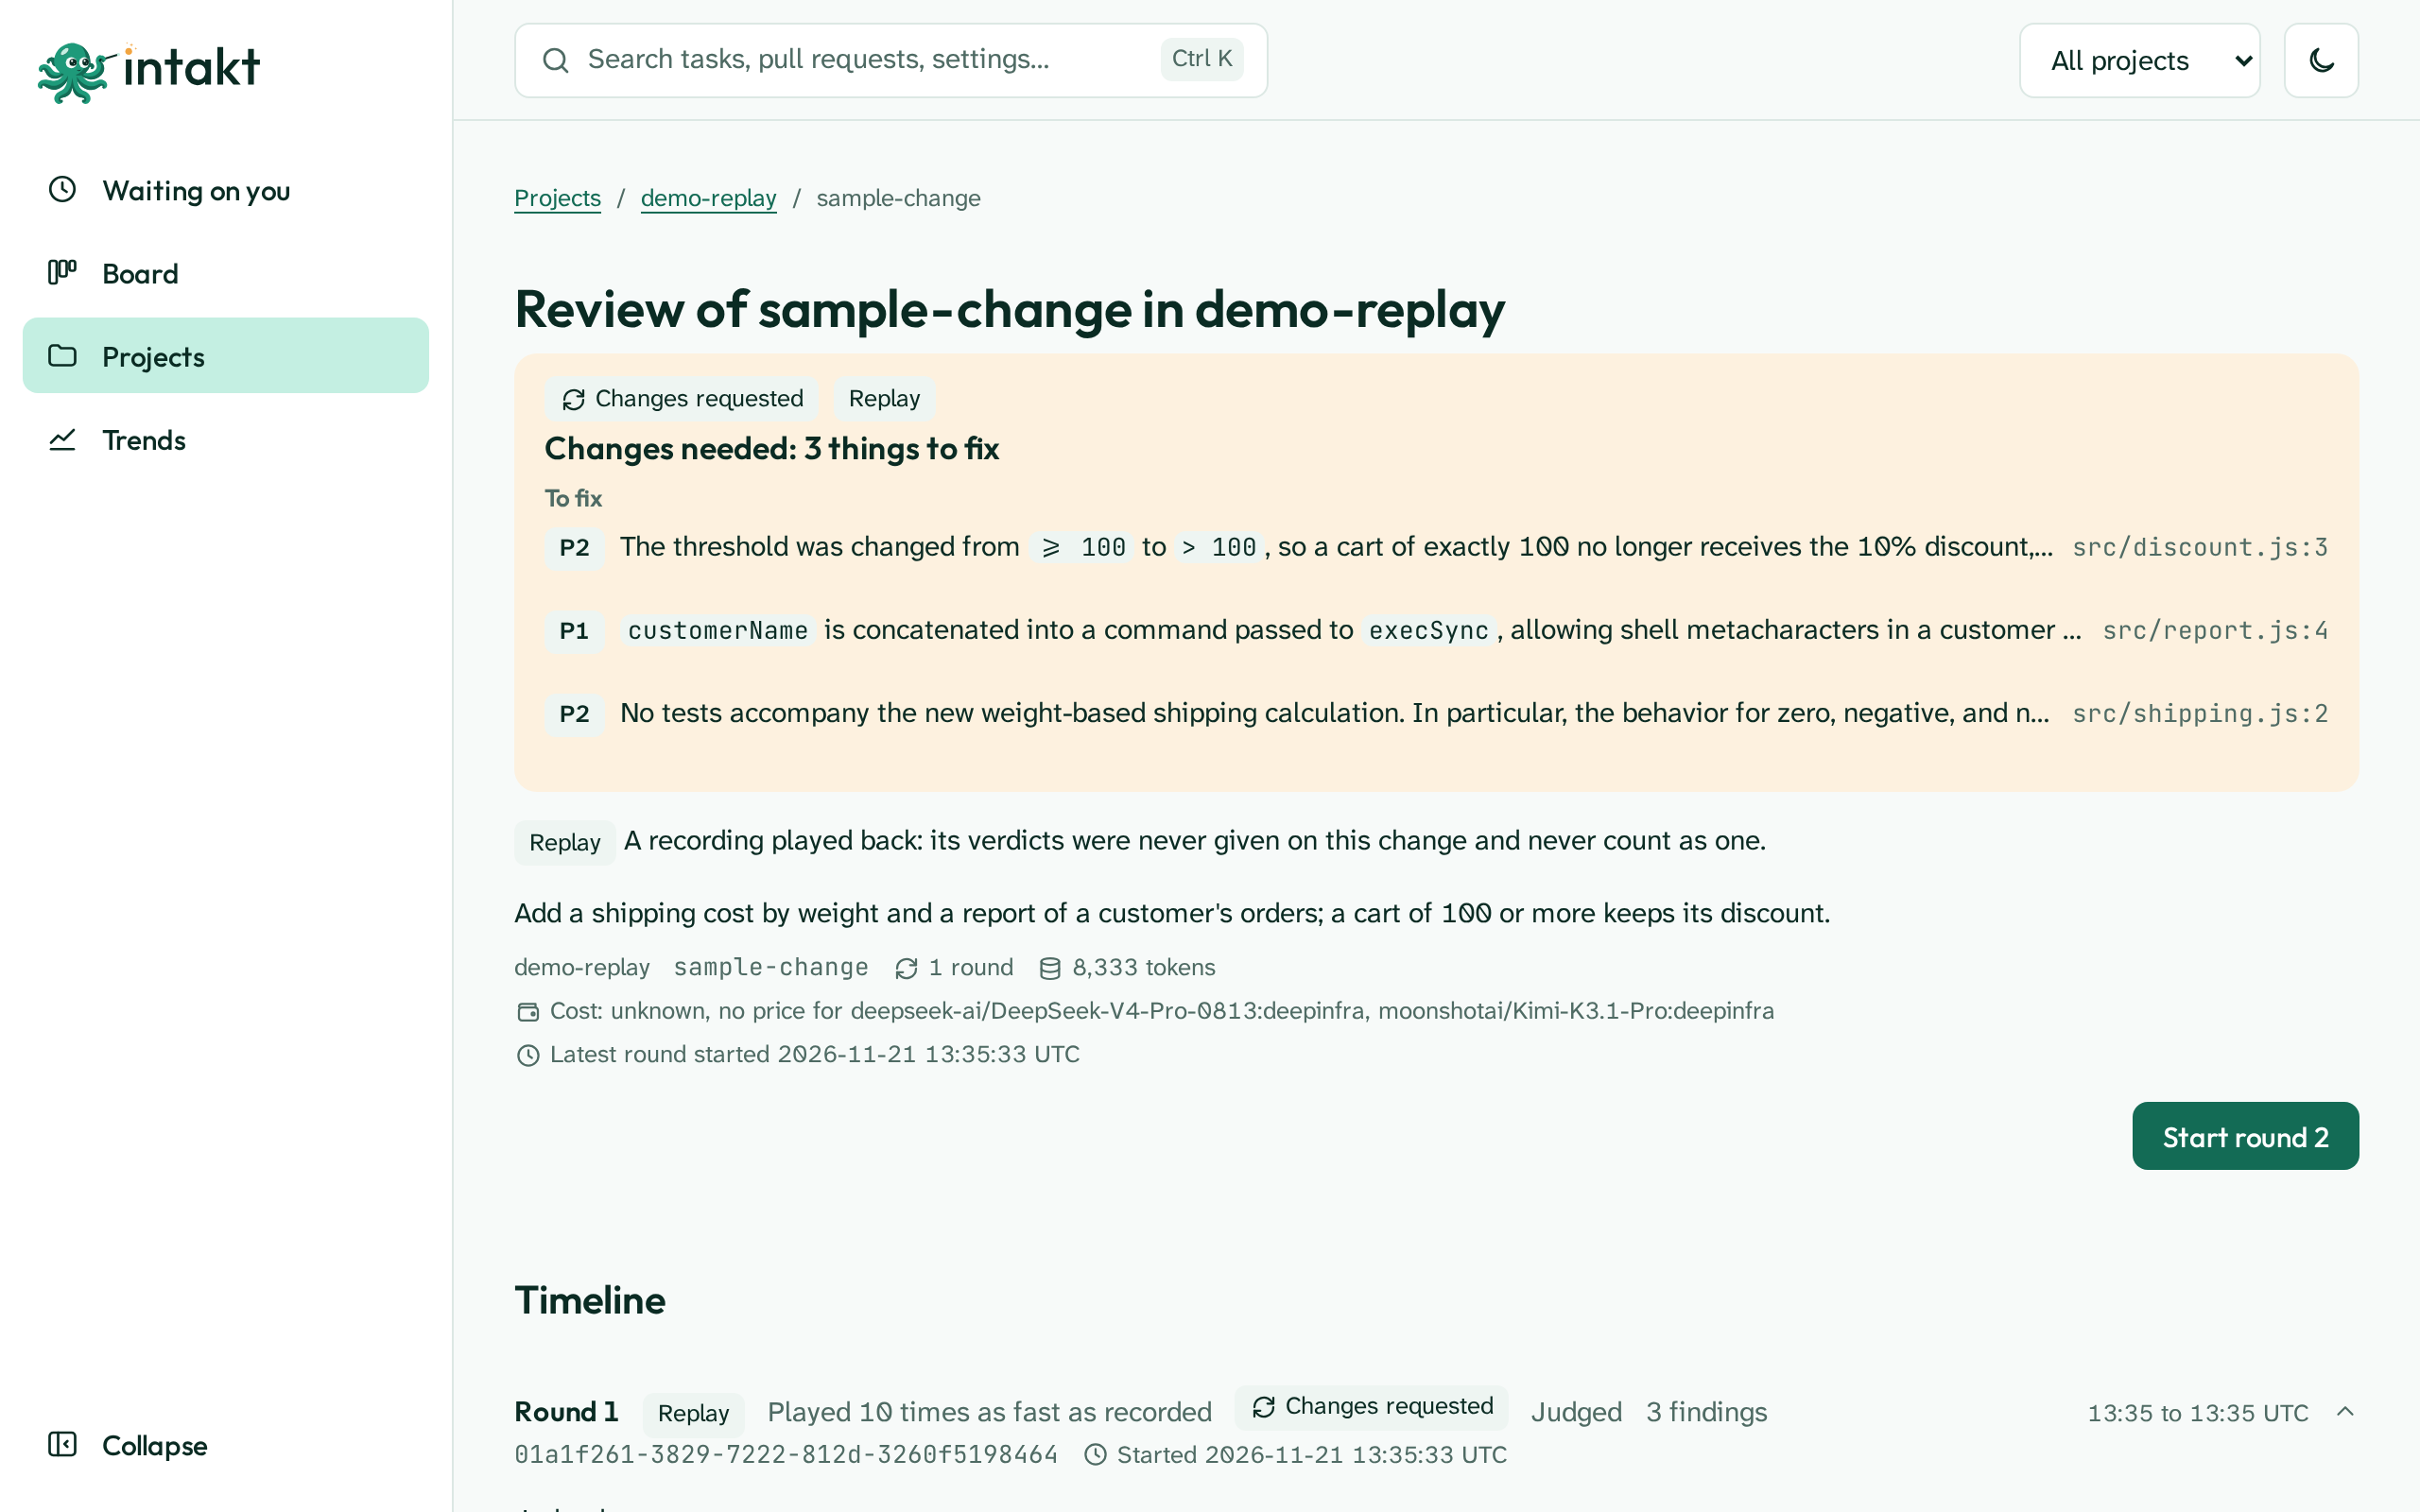 intakt
Search tasks, pull requests, settings...
Ctrl K
All projects
Waiting on you
Board
Projects
Trends
Collapse
Projects / demo-replay / sample-change
Review of sample-change in demo-replay
Changes requested Replay
Changes needed: 3 things to fix
To fix
P2 The threshold was changed from >= 100 to > 100, so a cart of exactly 100 no longer receives the 10% discount,... src/discount.js:3
P1 customerName is concatenated into a command passed to execSync, allowing shell metacharacters in a customer ... src/report.js:4
P2 No tests accompany the new weight-based shipping calculation. In particular, the behavior for zero, negative, and n... src/shipping.js:2
Replay A recording played back: its verdicts were never given on this change and never count as one.
Add a shipping cost by weight and a report of a customer's orders; a cart of 100 or more keeps its discount.
demo-replay sample-change 1 round 8,333 tokens
Cost: unknown, no price for deepseek-ai/DeepSeek-V4-Pro-0813:deepinfra, moonshotai/Kimi-K3.1-Pro:deepinfra
Latest round started 2026-11-21 13:35:33 UTC
Start round 2
Timeline
Round 1 Replay Played 10 times as fast as recorded Changes requested Judged 3 findings 13:35 to 13:35 UTC
01a1f261-3829-7222-812d-3260f5198464 Started 2026-11-21 13:35:33 UTC